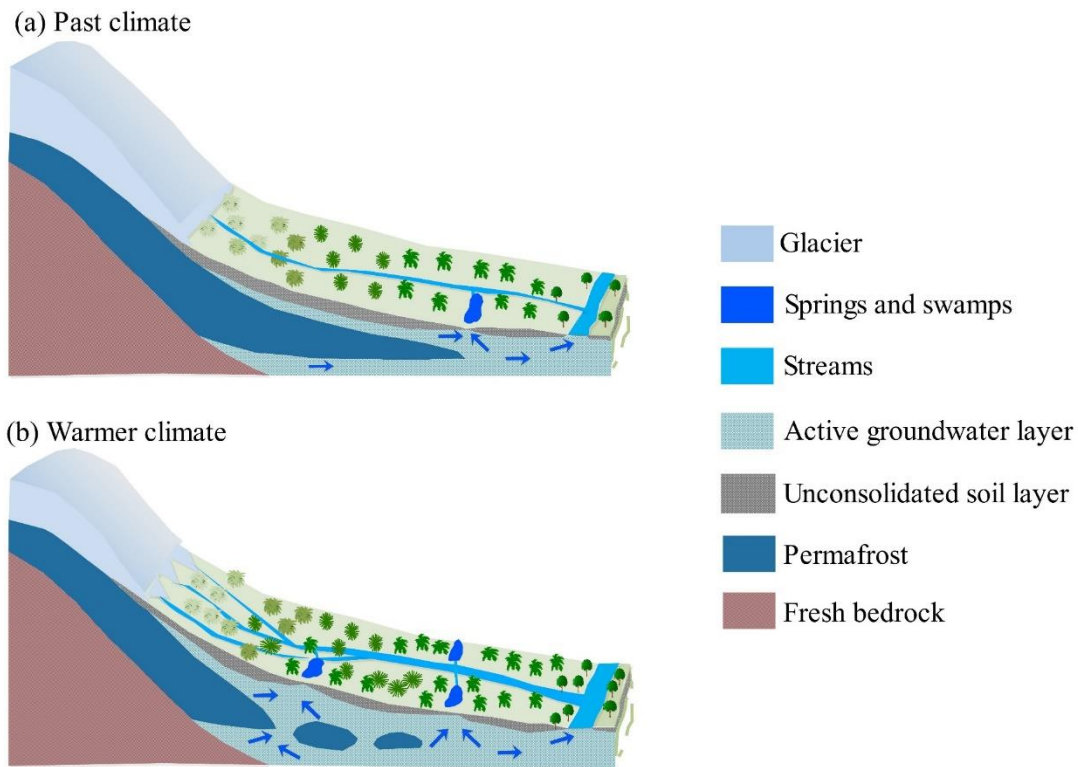 (a) Past climate
Glacier
Springs and swamps
Streams
(b) Warmer climate
Active groundwater layer
Unconsolidated soil layer
Permafrost
Fresh bedrock